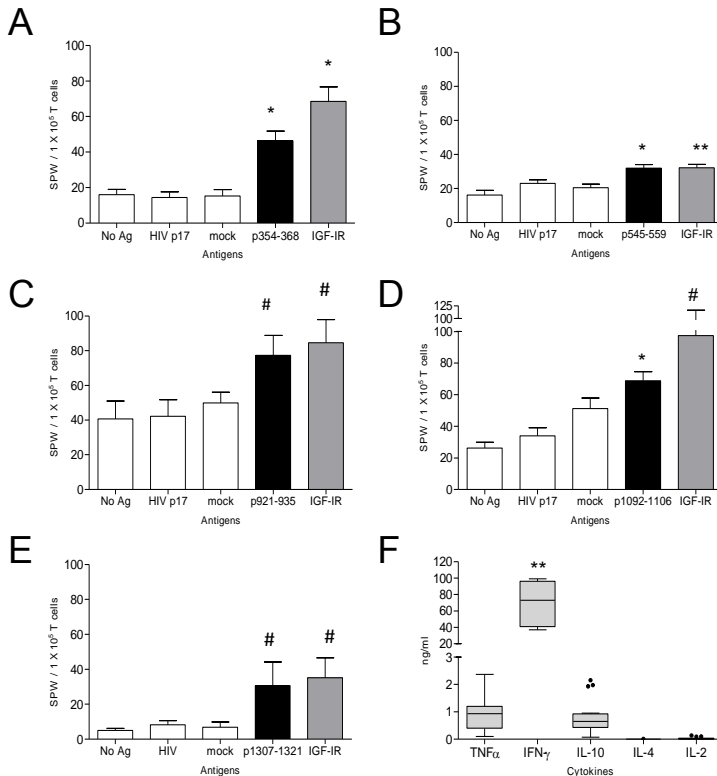 A
SPW / 1 X 10⁵ T cells
100
80
60
40
20
0
*
*
No Ag HIV p17 mock p354-368 IGF-IR
Antigens
B
SPW / 1 X 10⁵ T cells
100
80
60
40
20
0
*
**
No Ag HIV p17 mock p545-559 IGF-IR
Antigens
C
SPW / 1 X 10⁵ T cells
100
80
60
40
20
0
#
#
No Ag HIV p17 mock p921-935 IGF-IR
Antigens
D
SPW / 1 X 10⁵ T cells
125
100
100
80
60
40
20
0
*
#
No Ag HIV p17 mock p1092-1106 IGF-IR
Antigens
E
SPW / 1 X 10⁵ T cells
100
80
60
40
20
0
#
#
No Ag HIV mock p1307-1321 IGF-IR
Antigens
F
ng/ml
120
100
80
60
40
3
2
1
0
**
TNFα IFNγ IL-10 IL-4 IL-2
Cytokines